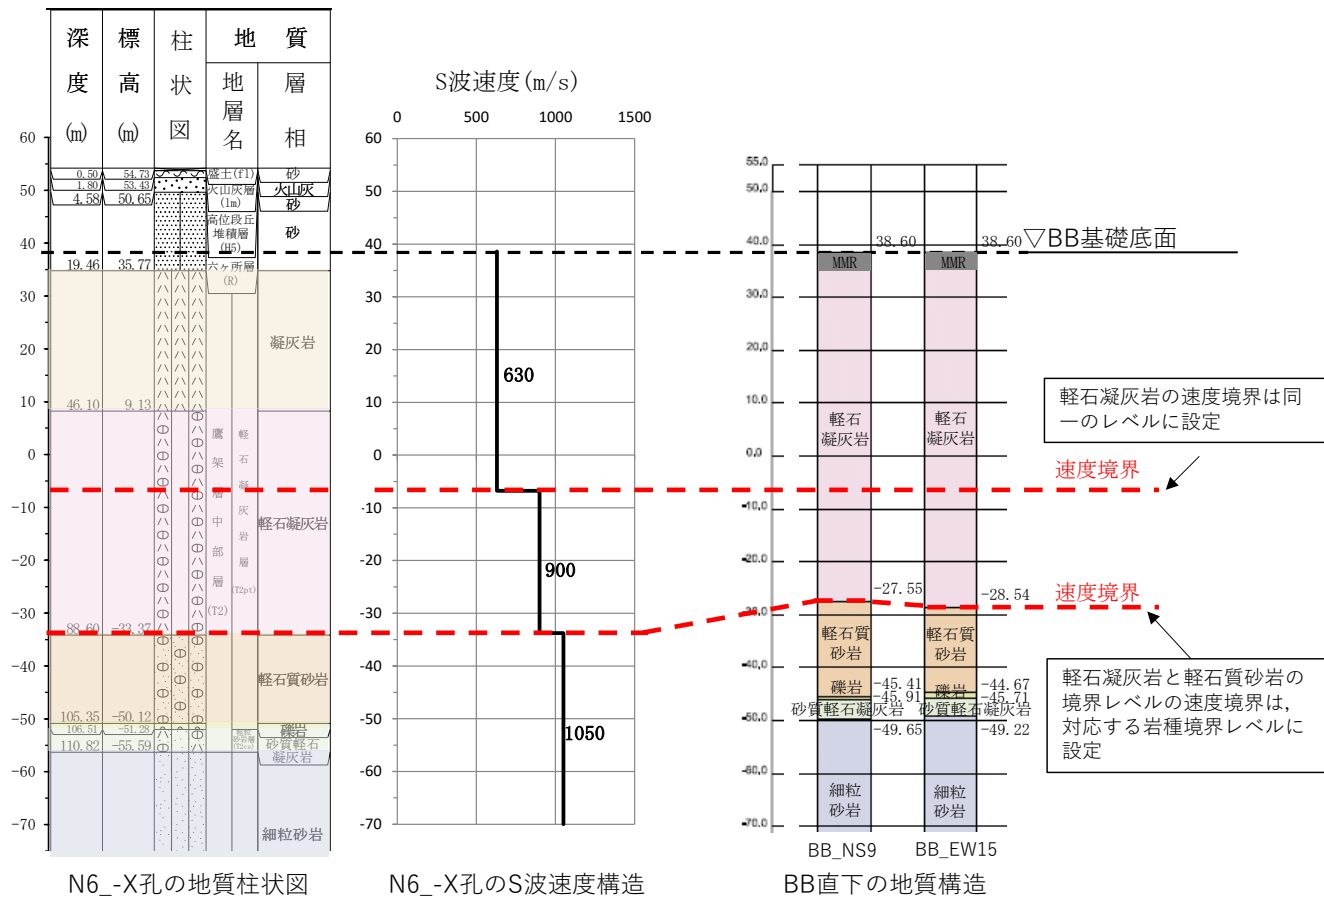 深度(m)
標高(m)
柱状図
地 質
地層名
層相
60
50
40
30
20
10
0
-10
-20
-30
-40
-50
-60
-70
0.50 54.73 盛土(fl) 砂
1.80 53.43 火山灰層(lm) 火山灰
4.58 50.65 砂
高位段丘
堆積層
(H5)
砂
19.46 35.77 六ヶ所層
(R)
凝灰岩
46.10 9.13
鷹架層中部層(T2)
軽石凝灰岩層(T2pt)
軽石凝灰岩
88.60 -33.37
軽石質砂岩
105.35 -50.12
106.51 -51.28 礫岩
110.82 -55.59 砂質軽石
凝灰岩
細粒砂岩
N6_-X孔の地質柱状図
S波速度(m/s)
0 500 1000 1500
60
50
40
30
20
10
0
-10
-20
-30
-40
-50
-60
-70
630
900
1050
N6_-X孔のS波速度構造
55.0
50.0
40.0
30.0
20.0
10.0
0.0
-10.0
-20.0
-30.0
-40.0
-50.0
-60.0
-70.0
38.60 38.60 ▽BB基礎底面
MMR MMR
軽石
凝灰岩
軽石
凝灰岩
-27.55 -28.54
軽石質
砂岩
軽石質
砂岩
礫岩 -45.41 礫岩 -44.67
-45.91 -45.71
砂質軽石凝灰岩 砂質軽石凝灰岩
-49.65 -49.22
細粒
砂岩
細粒
砂岩
BB_NS9 BB_EW15
BB直下の地質構造
軽石凝灰岩の速度境界は同
一のレベルに設定
速度境界
速度境界
軽石凝灰岩と軽石質砂岩の
境界レベルの速度境界は,
対応する岩種境界レベルに
設定